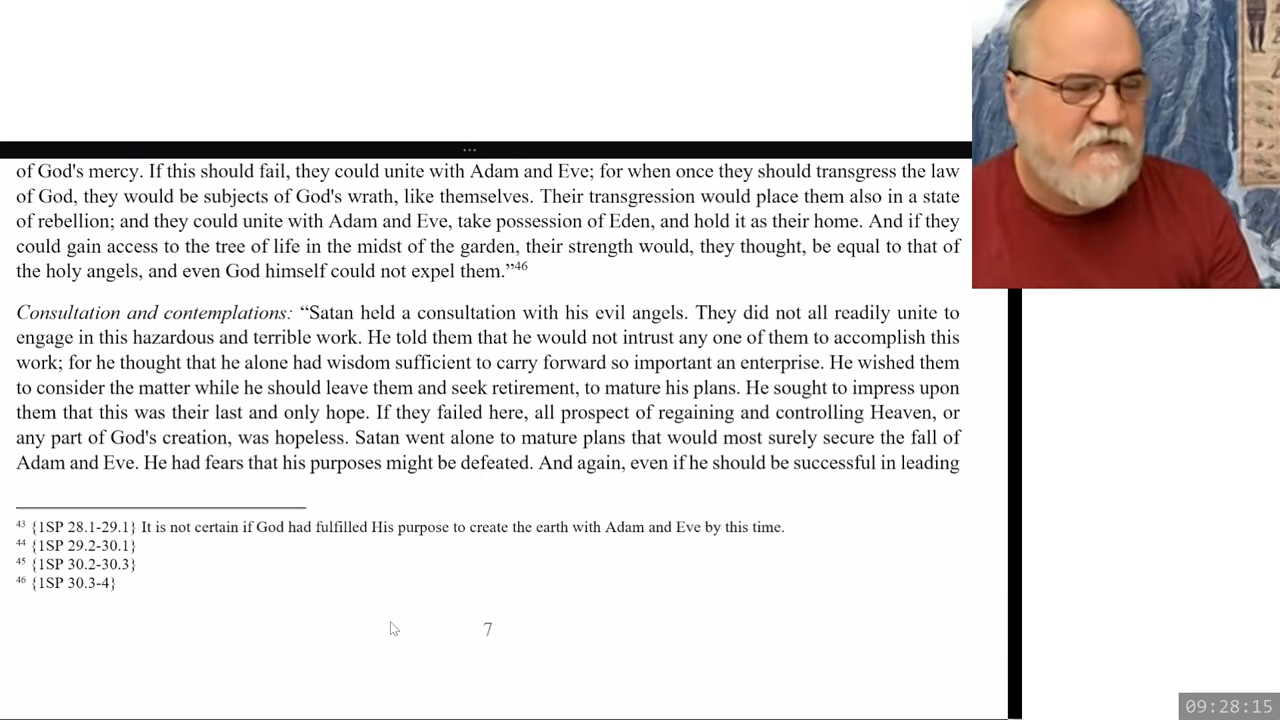 of God's mercy. If this should fail, they could unite with Adam and Eve; for when once they should transgress the law
of God, they would be subjects of God's wrath, like themselves. Their transgression would place them also in a state
of rebellion; and they could unite with Adam and Eve, take possession of Eden, and hold it as their home. And if they
could gain access to the tree of life in the midst of the garden, their strength would, they thought, be equal to that of
the holy angels, and even God himself could not expel them.”⁴⁶
Consultation and contemplations: “Satan held a consultation with his evil angels. They did not all readily unite to
engage in this hazardous and terrible work. He told them that he would not intrust any one of them to accomplish this
work; for he thought that he alone had wisdom sufficient to carry forward so important an enterprise. He wished them
to consider the matter while he should leave them and seek retirement, to mature his plans. He sought to impress upon
them that this was their last and only hope. If they failed here, all prospect of regaining and controlling Heaven, or
any part of God's creation, was hopeless. Satan went alone to mature plans that would most surely secure the fall of
Adam and Eve. He had fears that his purposes might be defeated. And again, even if he should be successful in leading
⁴³ {1SP 28.1-29.1} It is not certain if God had fulfilled His purpose to create the earth with Adam and Eve by this time.
⁴⁴ {1SP 29.2-30.1}
⁴⁵ {1SP 30.2-30.3}
⁴⁶ {1SP 30.3-4}
7
09:28:15